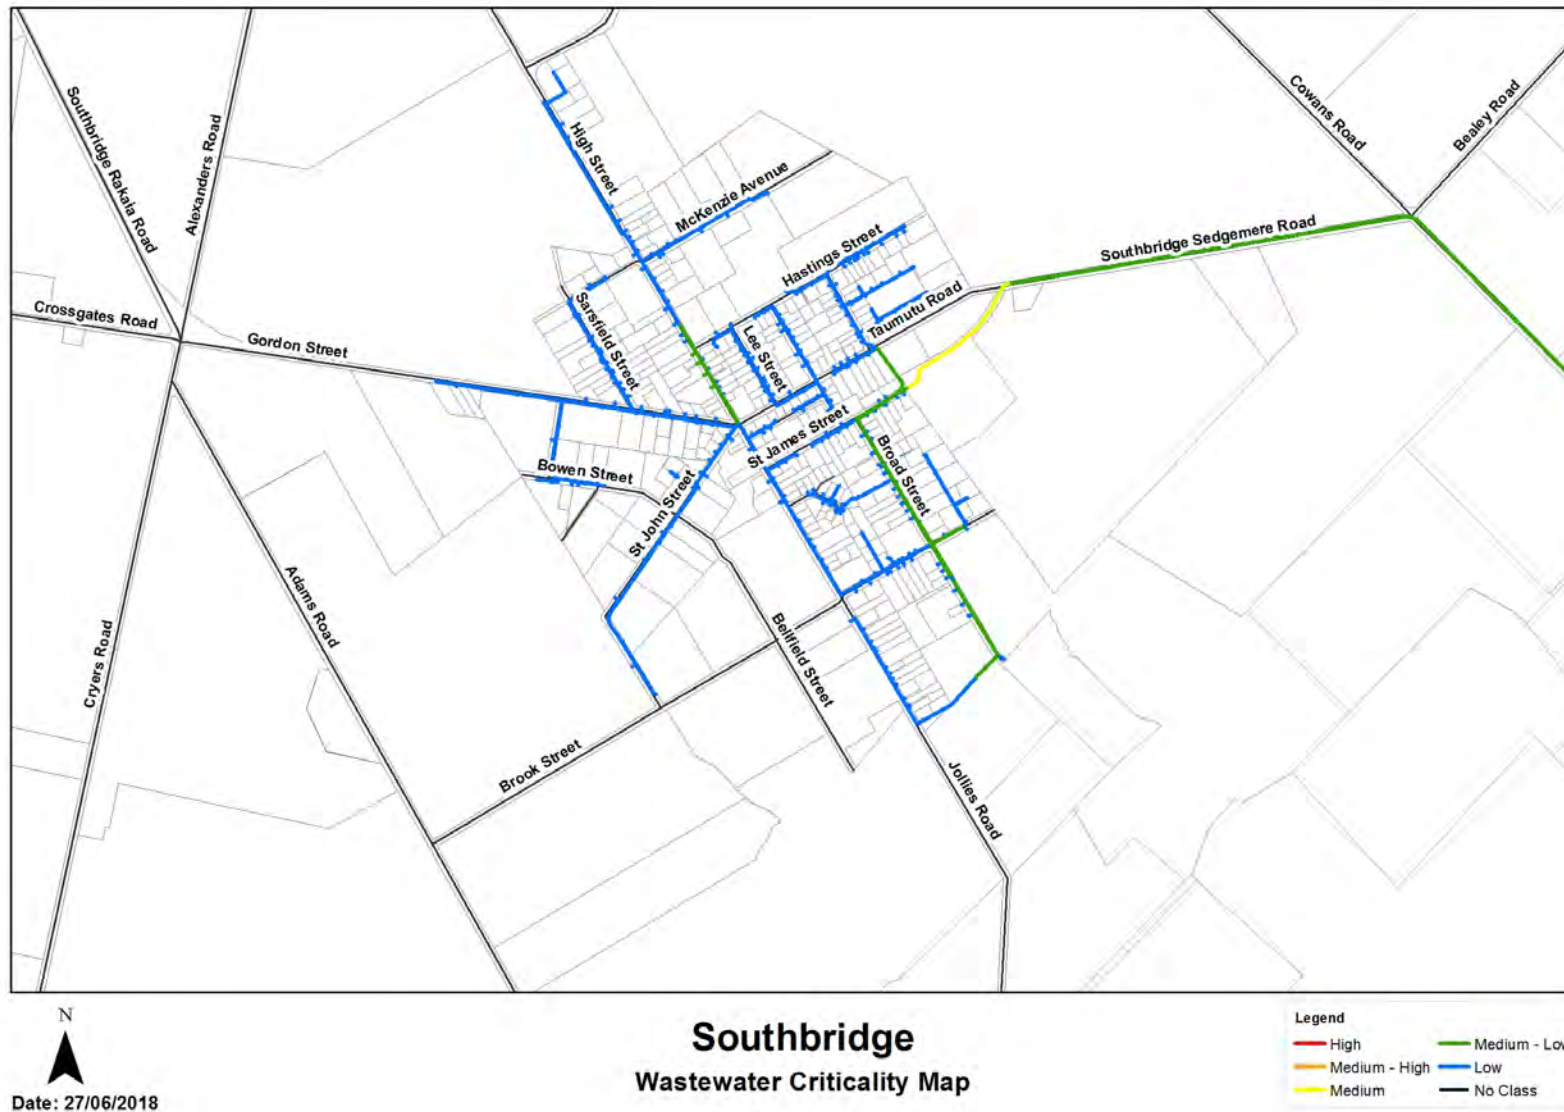 Southbridge Rakaia Road
Alexanders Road
High Street
McKenzie Avenue
Cowans Road
Bealey Road
Hastings Street
Southbridge Sedgemere Road
Crossgates Road
Gordon Street
Sarsfield Street
Lee Street
Taumutu Road
St James Street
Bowen Street
St John Street
Broad Street
Adams Road
Cryers Road
Bellfield Street
Brook Street
Jollies Road
N
Date: 27/06/2018
Southbridge
Wastewater Criticality Map
Legend
High
Medium - High
Medium
Medium - Low
Low
No Class